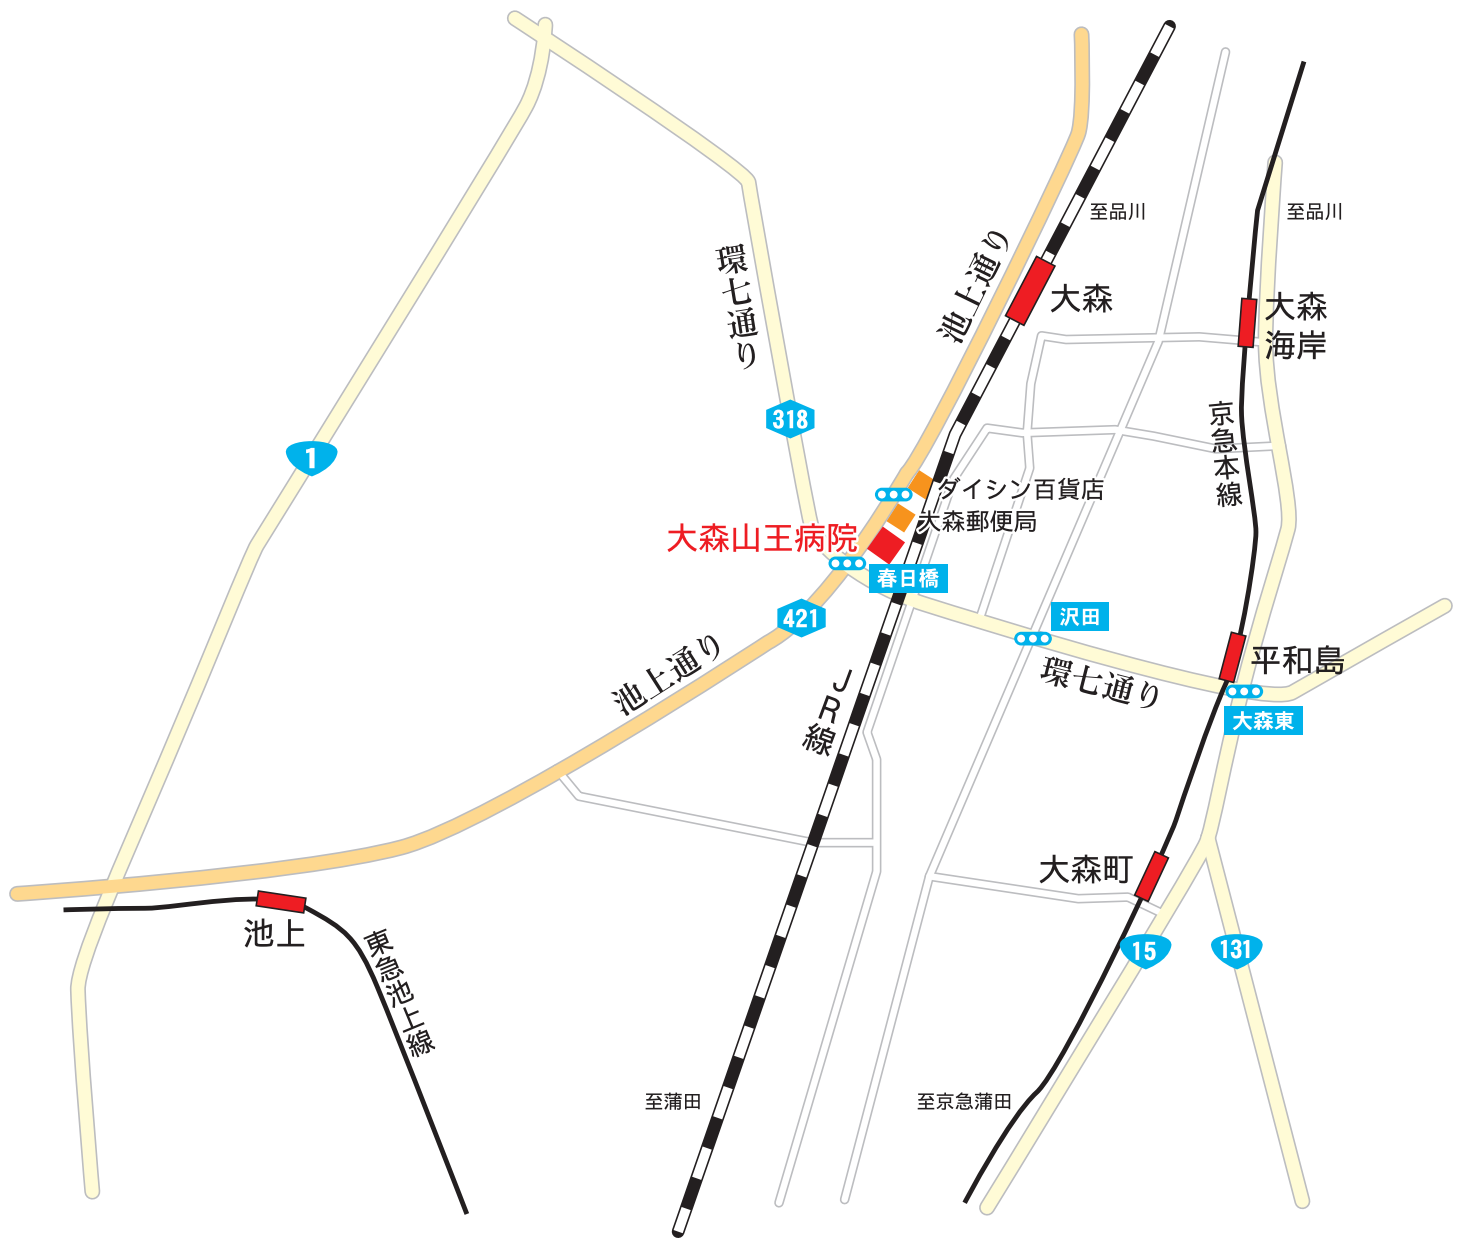 至品川
至品川
池上通り
環七通り
大森
大森
海岸
318
京急本線
1
ダイシン百貨店
大森郵便局
大森山王病院
春日橋
421
沢田
池上通り
平和島
環七通り
JR線
大森東
大森町
池上
東急池上線
15
131
至蒲田
至京急蒲田